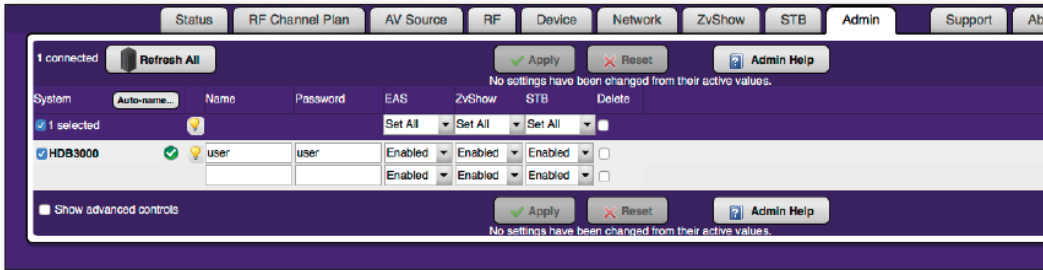 Status RF Channel Plan AV Source RF Device Network ZvShow STB Admin Support Ab
1 connected Refresh All Apply Reset Admin Help
No settings have been changed from their active values.
System Auto-name... Name Password EAS ZvShow STB Delete
1 selected Set All Set All Set All
HDB3000 user user Enabled Enabled Enabled
Enabled Enabled Enabled
Show advanced controls Apply Reset Admin Help
No settings have been changed from their active values.